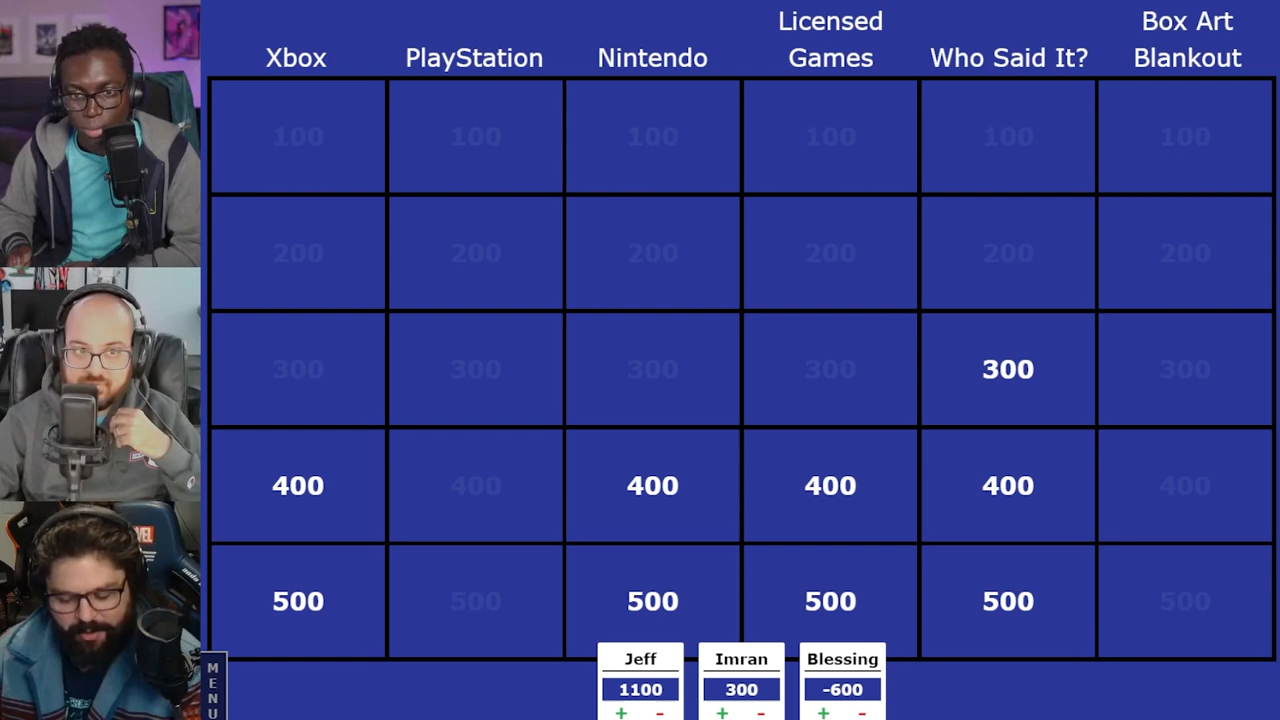 Licensed
Box Art
Xbox
PlayStation
Nintendo
Games
Who Said It?
Blankout
100 100 100 100 100 100
200 200 200 200 200 200
300 300 300 300 300 300
400 400 400 400 400 400
500 500 500 500 500 500
MENU
Jeff Imran Blessing
1100 300 -600
+ - + - + -